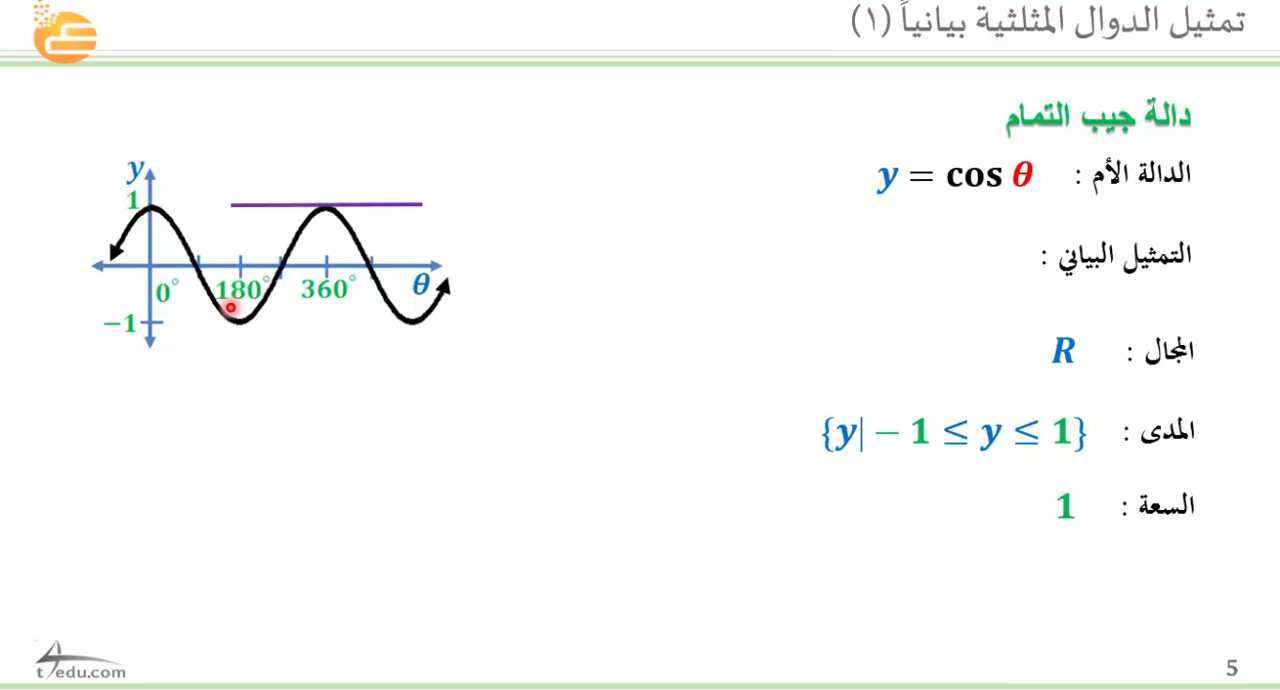 تمثيل الدوال المثلثية بيانياً (١)
دالة جيب التمام
الدالة الأم : y = cos θ
التمثيل البياني :
المجال : R
المدى : {y| − 1 ≤ y ≤ 1}
السعة : 1
y
1
0° 180° 360° θ
−1
t4edu.com
5